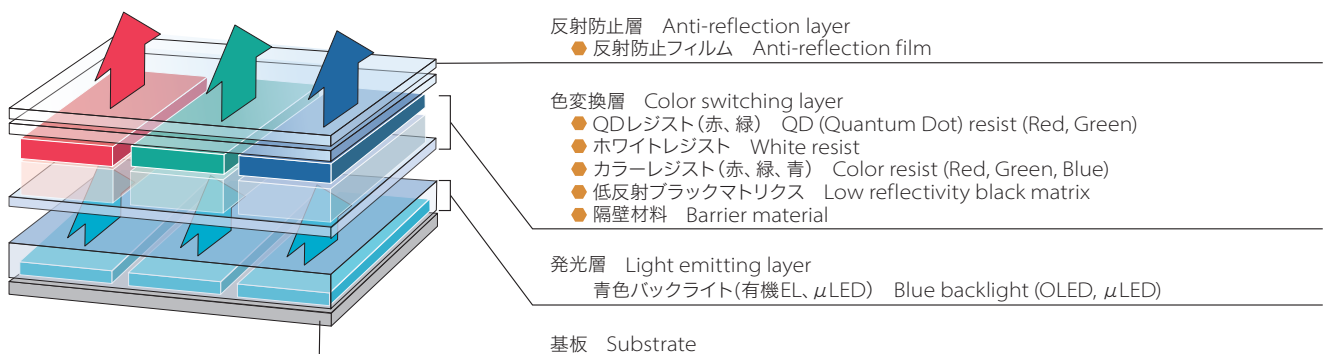 反射防止層 Anti-reflection layer
反射防止フィルム Anti-reflection film
色変換層 Color switching layer
QDレジスト(赤、緑) QD (Quantum Dot) resist (Red, Green)
ホワイトレジスト White resist
カラーレジスト(赤、緑、青) Color resist (Red, Green, Blue)
低反射ブラックマトリクス Low reflectivity black matrix
隔壁材料 Barrier material
発光層 Light emitting layer
青色バックライト(有機EL、μLED) Blue backlight (OLED, μLED)
基板 Substrate